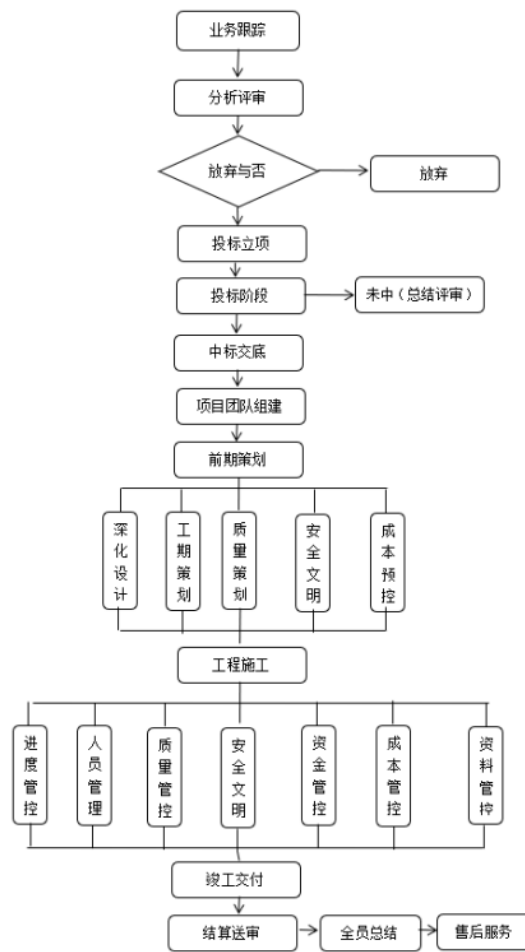 业务跟踪
分析评审
放弃与否
放弃
投标立项
投标阶段
未中（总结评审）
中标交底
项目团队组建
前期策划
深化设计
工期策划
质量策划
安全文明
成本预控
工程施工
进度管控
人员管理
质量管控
安全文明
资金管控
成本管控
资料管控
竣工交付
结算送审
全员总结
售后服务